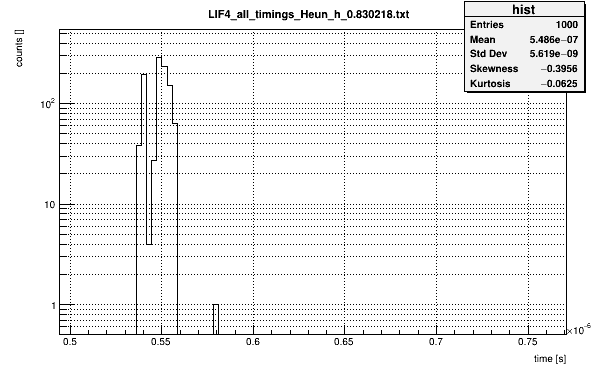 LIF4_all_timings_Heun_h_0.830218.txt
hist
Entries 1000
Mean 5.486e−07
Std Dev 5.619e−09
Skewness −0.3956
Kurtosis −0.0625
counts []
10²
10
1
0.5 0.55 0.6 0.65 0.7 0.75
×10⁻⁶
time [s]